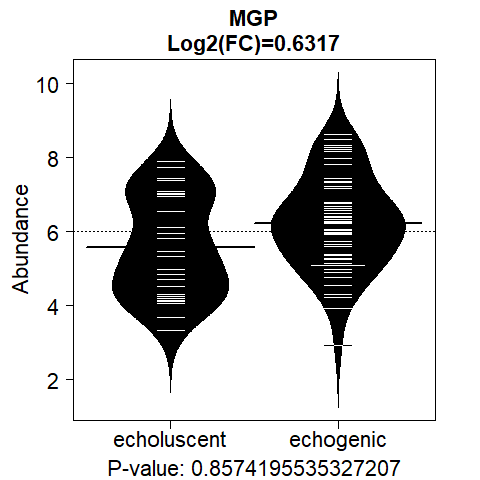 MGP
Log2(FC)=0.6317
Abundance
10
8
6
4
2
echoluscent
echogenic
P-value: 0.8574195535327207